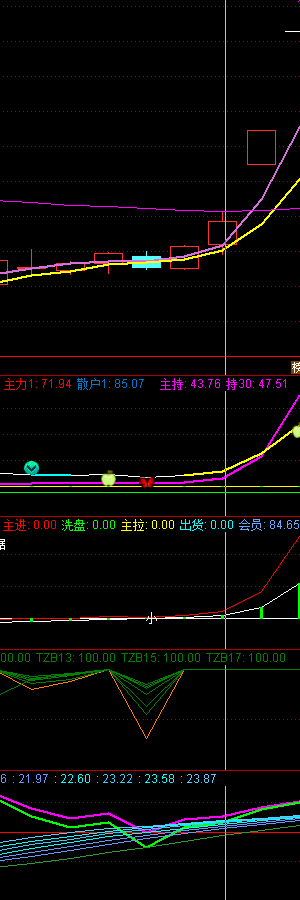 主力1: 71.94 散户1: 85.07 主持: 43.76 持30: 47.51
主进: 0.00 洗盘: 0.00 主拉: 0.00 出货: 0.00 会员: 84.65
小
00.00 TZB13: 100.00 TZB15: 100.00 TZB17: 100.00
6 : 21.97 : 22.60 : 23.22 : 23.58 : 23.87